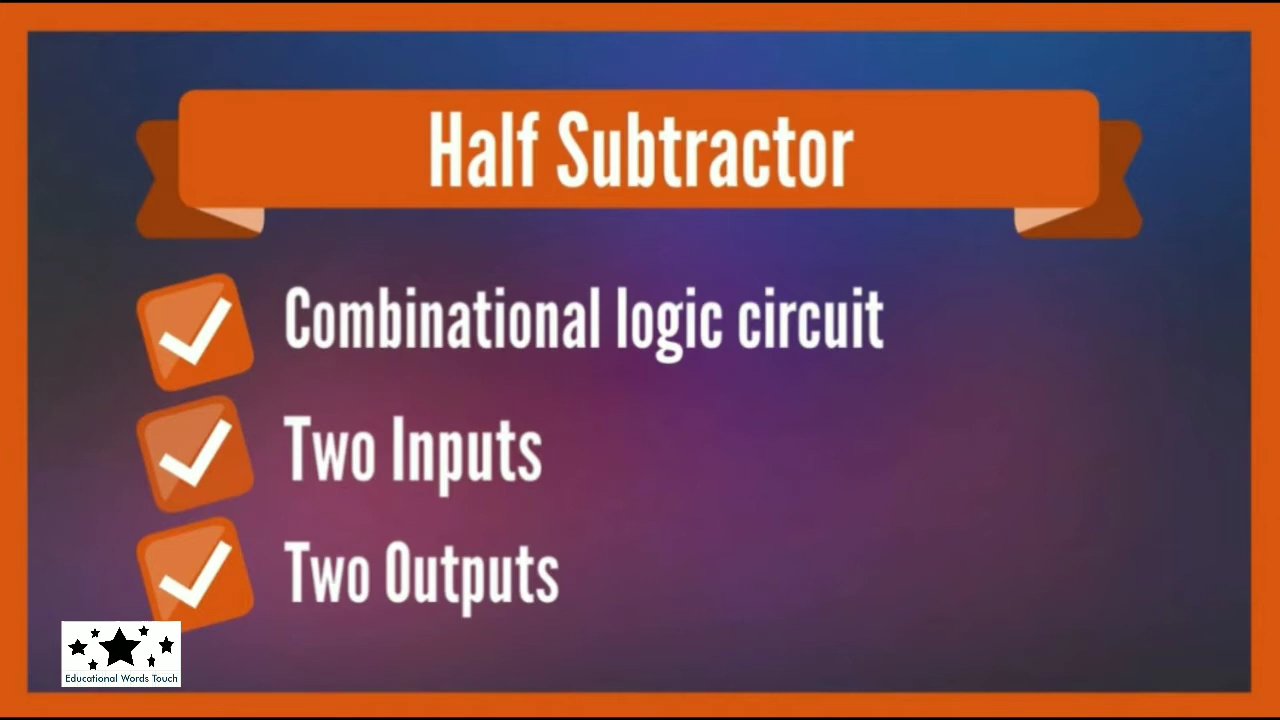 Half Subtractor
Combinational logic circuit
Two Inputs
Two Outputs
Educational Words Touch